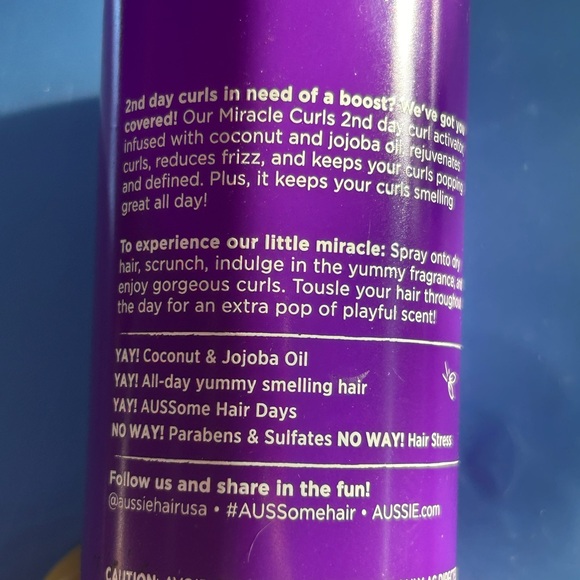 2nd day curls in need of a boost? We've got you
covered! Our Miracle Curls 2nd day curl activator,
infused with coconut and jojoba oil, rejuvenates
curls, reduces frizz, and keeps your curls popping
and defined. Plus, it keeps your curls smelling
great all day!
To experience our little miracle: Spray onto dry
hair, scrunch, indulge in the yummy fragrance, and
enjoy gorgeous curls. Tousle your hair throughout
the day for an extra pop of playful scent!
YAY! Coconut & Jojoba Oil
YAY! All-day yummy smelling hair
YAY! AUSSome Hair Days
NO WAY! Parabens & Sulfates NO WAY! Hair Stress
Follow us and share in the fun!
@aussiehairusa • #AUSSomehair • AUSSIE.com
CAUTION: